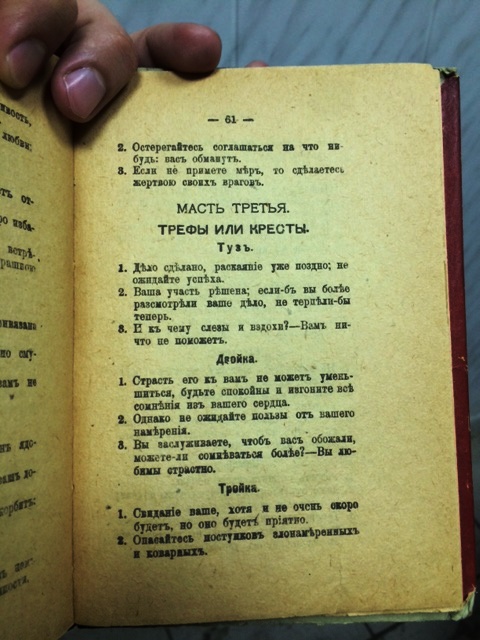 — 61 —
2. Остерегайтесь соглашаться на что ни-
будь: васъ обманутъ.
3. Если не примете мѣръ, то сдѣлаетесь
жертвою своихъ враговъ.
МАСТЬ ТРЕТЬЯ.
ТРЕФЫ ИЛИ КРЕСТЫ.
Тузъ.
1. Дѣло сдѣлано, раскаяніе уже поздно; не
ожидайте успѣха.
2. Ваша участь рѣшена; если-бъ вы болѣе
разсмотрѣли ваше дѣло, не терпѣли-бы
теперь.
3. И къ чему слезы и вздохи?—Вамъ ни-
что не поможетъ.
Двойка.
1. Страсть его къ вамъ не можетъ умень-
шиться, будьте спокойны и изгоните всѣ
сомнѣнія изъ вашего сердца.
2. Однако не ожидайте пользы отъ вашего
намѣренія.
3. Вы заслуживаете, чтобъ васъ обожали,
можете-ли сомнѣваться болѣе?—Вы лю-
бимы страстно.
Тройка.
1. Свиданіе ваше, хотя и не очень скоро
будетъ, но оно будетъ пріятно.
2. Опасайтесь поступковъ злонамѣренныхъ
и коварныхъ.